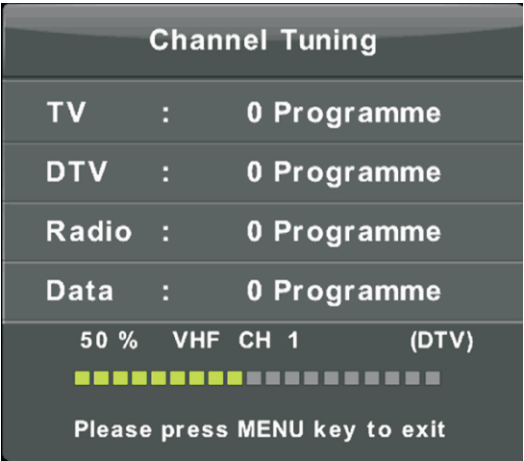 Channel Tuning
TV : 0 Programme
DTV : 0 Programme
Radio : 0 Programme
Data : 0 Programme
50 % VHF CH 1 (DTV)
Please press MENU key to exit